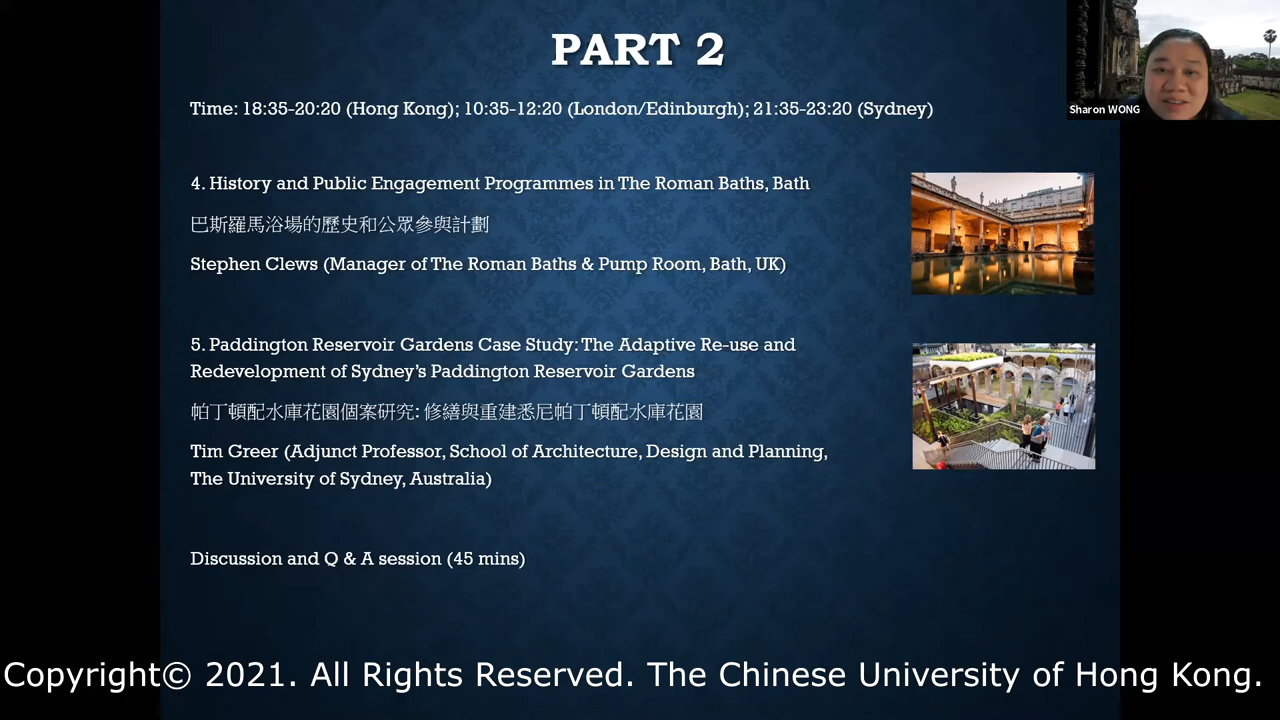 PART 2
Sharon WONG
Time: 18:35-20:20 (Hong Kong); 10:35-12:20 (London/Edinburgh); 21:35-23:20 (Sydney)
4. History and Public Engagement Programmes in The Roman Baths, Bath
巴斯羅馬浴場的歷史和公眾參與計劃
Stephen Clews (Manager of The Roman Baths & Pump Room, Bath, UK)
5. Paddington Reservoir Gardens Case Study: The Adaptive Re-use and
Redevelopment of Sydney’s Paddington Reservoir Gardens
帕丁頓配水庫花園個案研究: 修繕與重建悉尼帕丁頓配水庫花園
Tim Greer (Adjunct Professor, School of Architecture, Design and Planning,
The University of Sydney, Australia)
Discussion and Q & A session (45 mins)
Copyright© 2021. All Rights Reserved. The Chinese University of Hong Kong.